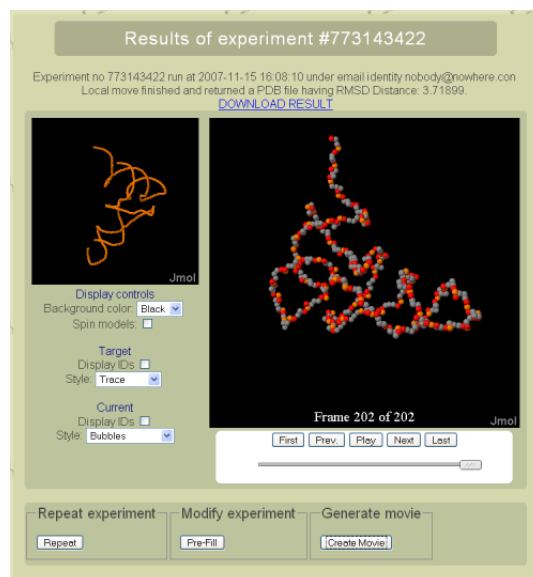 Results of experiment #773143422
Experiment no 773143422 run at 2007-11-15 16:08:10 under email identity nobody@nowhere.con
Local move finished and returned a PDB file having RMSD Distance: 3.71899.
DOWNLOAD RESULT
Jmol
Display controls
Background color: Black
Spin models:
Target
Display IDs
Style: Trace
Current
Display IDs
Style: Bubbles
Frame 202 of 202
Jmol
First Prev. Play Next Last
Repeat experiment Modify experiment Generate movie
Repeat Pre-Fill Create Movie